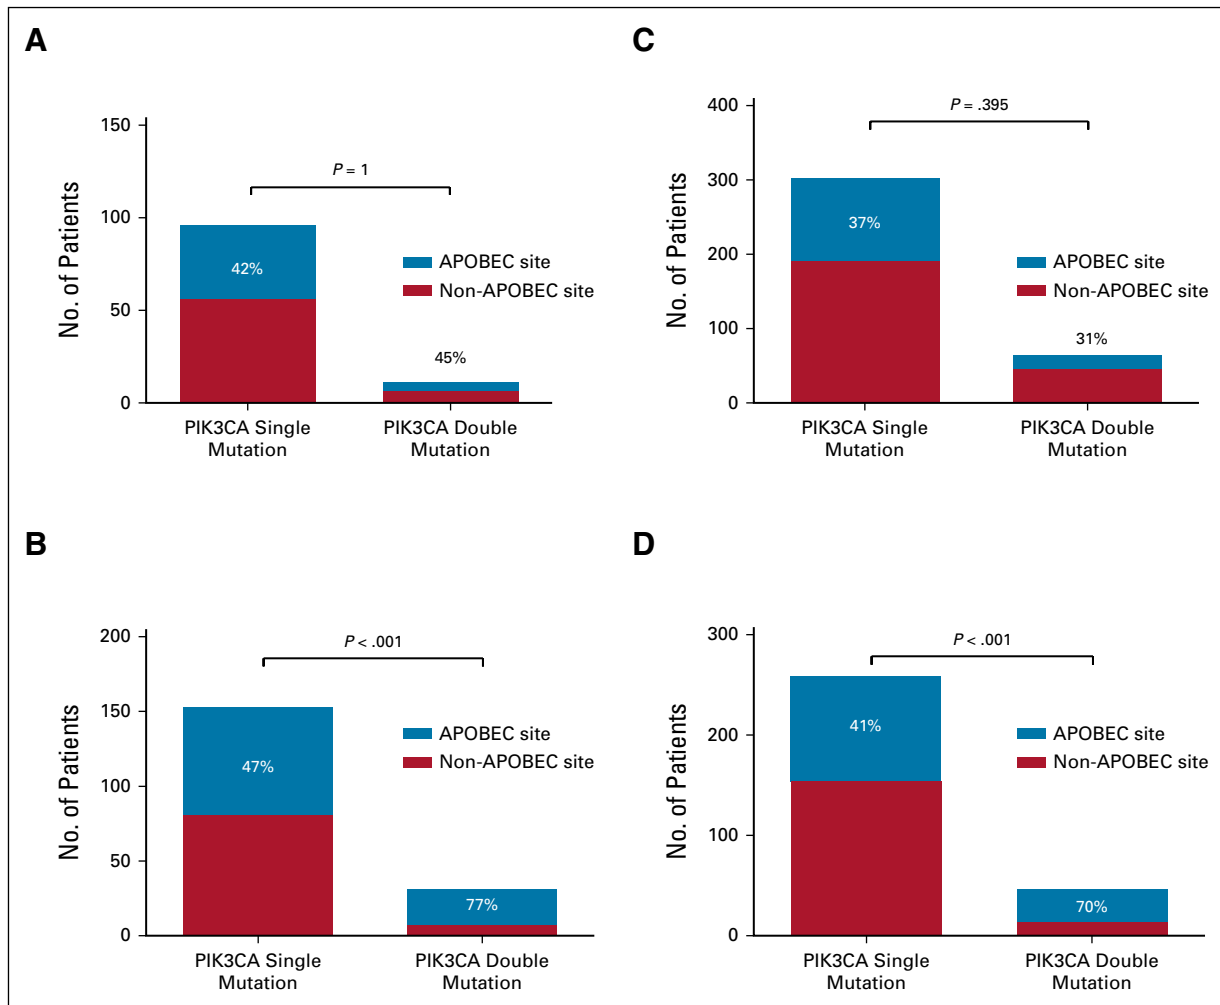 A
150
100
50
0
No. of Patients
P = 1
42%
45%
APOBEC site
Non-APOBEC site
PIK3CA Single
Mutation
PIK3CA Double
Mutation
C
400
300
200
100
0
No. of Patients
P = .395
37%
31%
APOBEC site
Non-APOBEC site
PIK3CA Single
Mutation
PIK3CA Double
Mutation
B
200
150
100
50
0
No. of Patients
P < .001
47%
77%
APOBEC site
Non-APOBEC site
PIK3CA Single
Mutation
PIK3CA Double
Mutation
D
300
200
100
0
No. of Patients
P < .001
41%
70%
APOBEC site
Non-APOBEC site
PIK3CA Single
Mutation
PIK3CA Double
Mutation